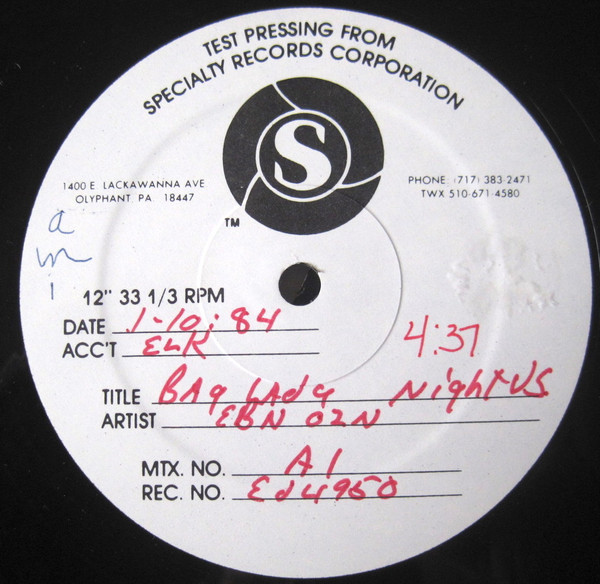 TEST PRESSING FROM
SPECIALTY RECORDS CORPORATION
S
1400 E. LACKAWANNA AVE.
OLYPHANT, PA 18447
PHONE (717) 383-2471
TWX 510-671-4580
TM
a
m
i
12" 33 1/3 RPM
DATE 1-10-84
ACC'T ELK
4:37
TITLE BAg LAdy Night VS
ARTIST EBN OZN
MTX. NO. A1
REC. NO. Ed4950